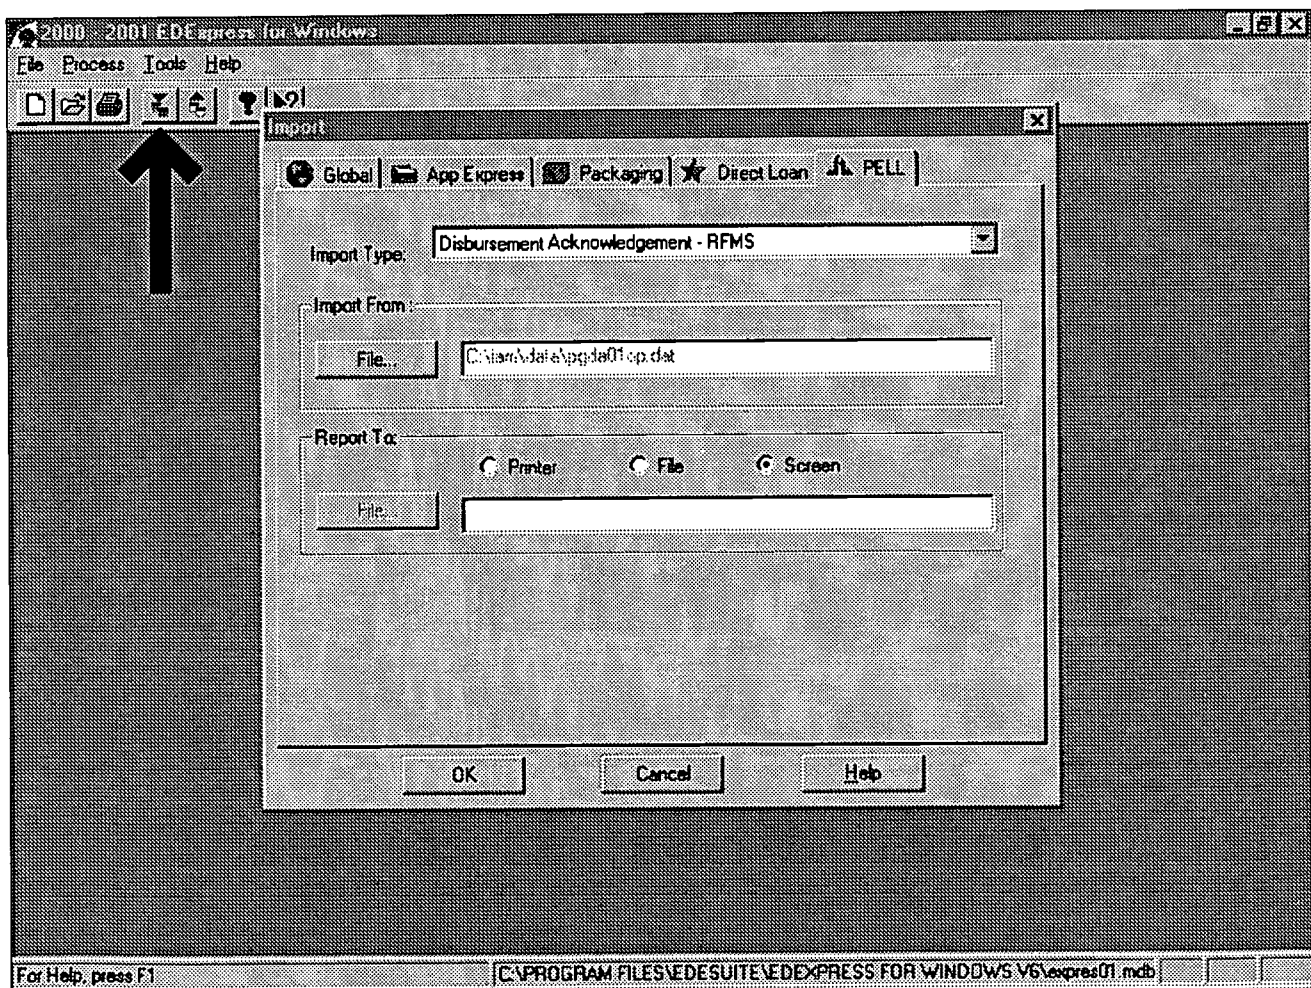 2000 - 2001 EDExpress for Windows
File Process Tools Help
Import
Global App Express Packaging Direct Loan PELL
Import Type: Disbursement Acknowledgement - RFMS
Import From:
File...
Report To:
Printer File Screen
File...
OK Cancel Help
For Help, press F1 C:\PROGRAM FILES\EDESUITE\EDEXPRESS FOR WINDOWS V6\expres01.mdb